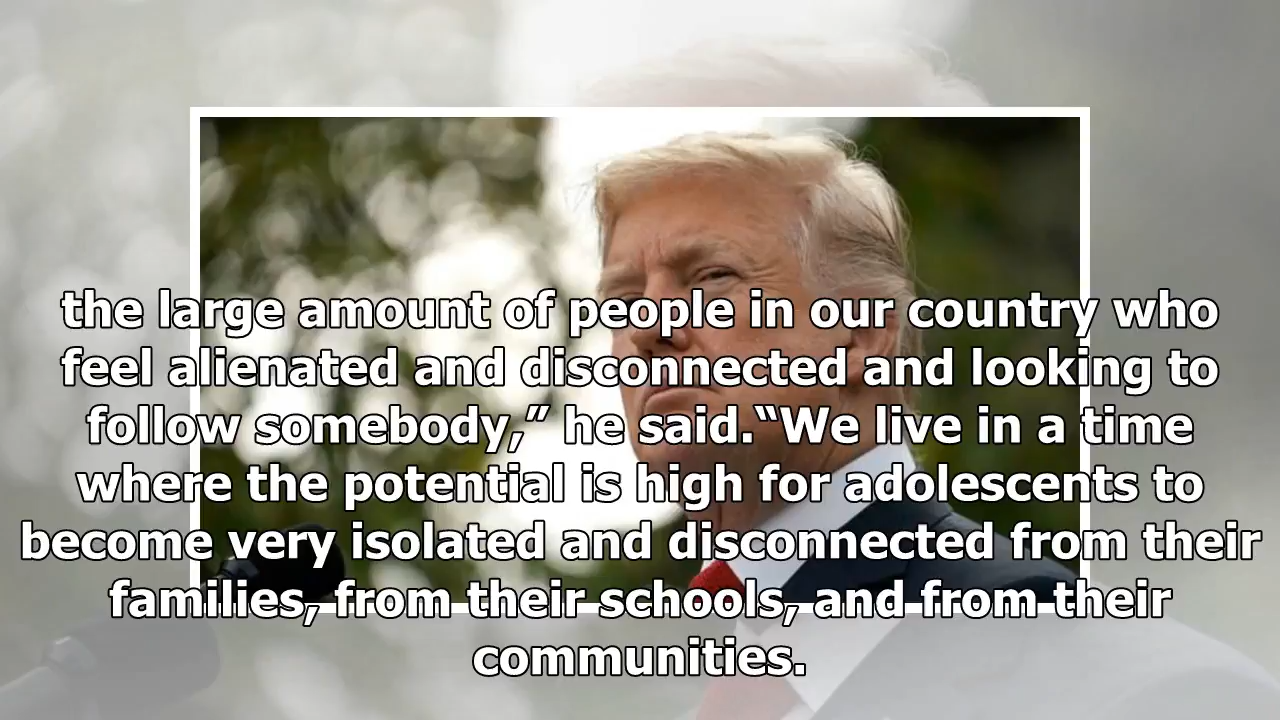 the large amount of people in our country who
feel alienated and disconnected and looking to
follow somebody,” he said.“We live in a time
where the potential is high for adolescents to
become very isolated and disconnected from their
families, from their schools, and from their
communities.